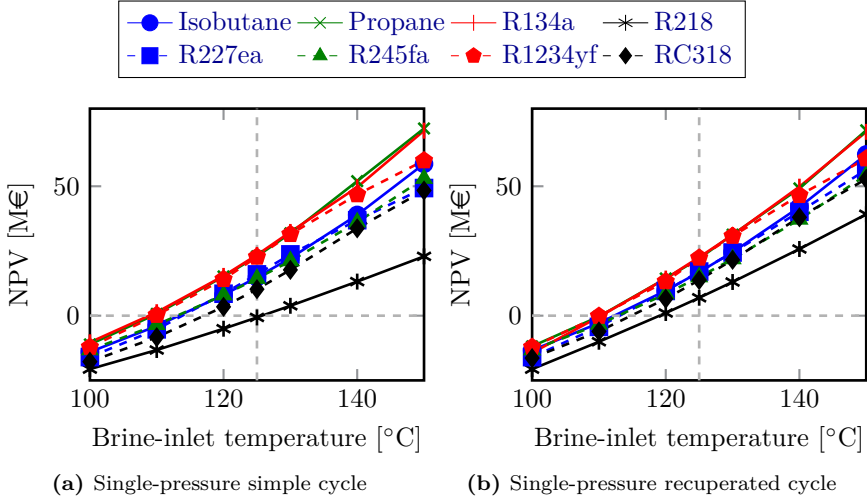 Isobutane Propane R134a R218
R227ea R245fa R1234yf RC318
NPV [M€]
50
0
100 120 140
Brine-inlet temperature [°C]
(a) Single-pressure simple cycle
NPV [M€]
50
0
100 120 140
Brine-inlet temperature [°C]
(b) Single-pressure recuperated cycle